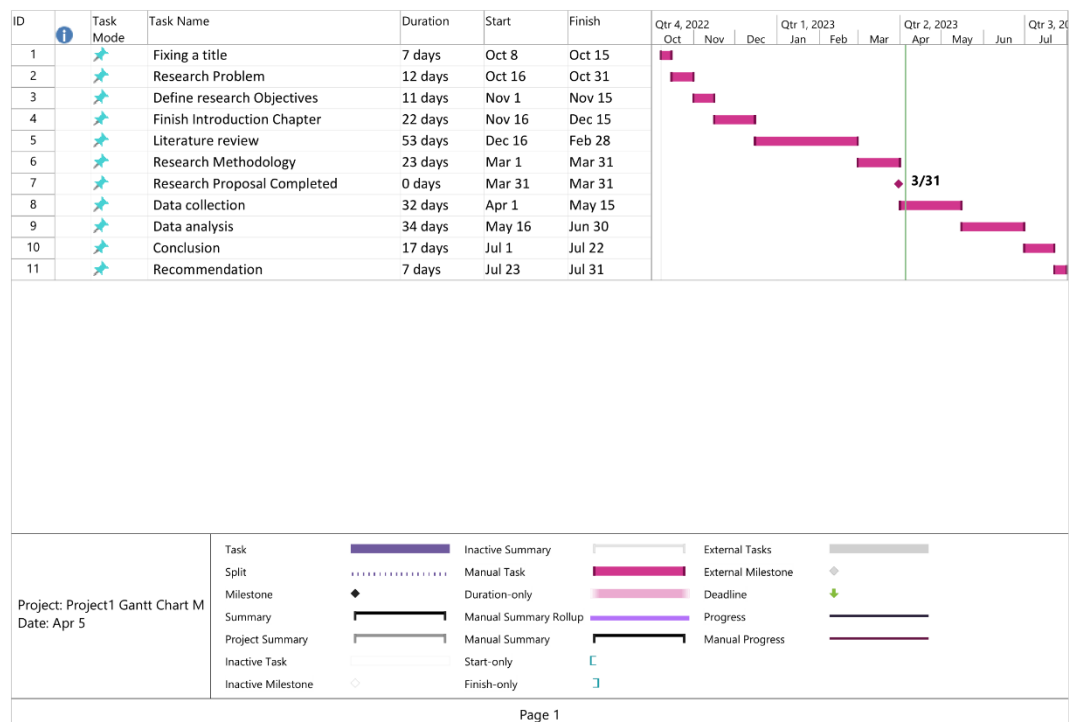 ID Task Mode Task Name Duration Start Finish Qtr 4, 2022 Qtr 1, 2023 Qtr 2, 2023 Qtr 3,
Oct Nov Dec Jan Feb Mar Apr May Jun Jul
1 Fixing a title 7 days Oct 8 Oct 15
2 Research Problem 12 days Oct 16 Oct 31
3 Define research Objectives 11 days Nov 1 Nov 15
4 Finish Introduction Chapter 22 days Nov 16 Dec 15
5 Literature review 53 days Dec 16 Feb 28
6 Research Methodology 23 days Mar 1 Mar 31
7 Research Proposal Completed 0 days Mar 31 Mar 31 3/31
8 Data collection 32 days Apr 1 May 15
9 Data analysis 34 days May 16 Jun 30
10 Conclusion 17 days Jul 1 Jul 22
11 Recommendation 7 days Jul 23 Jul 31
Project: Project1 Gantt Chart M
Date: Apr 5
Task Inactive Summary External Tasks
Split Manual Task External Milestone
Milestone Duration-only Deadline
Summary Manual Summary Rollup Progress
Project Summary Manual Summary Manual Progress
Inactive Task Start-only
Inactive Milestone Finish-only
Page 1